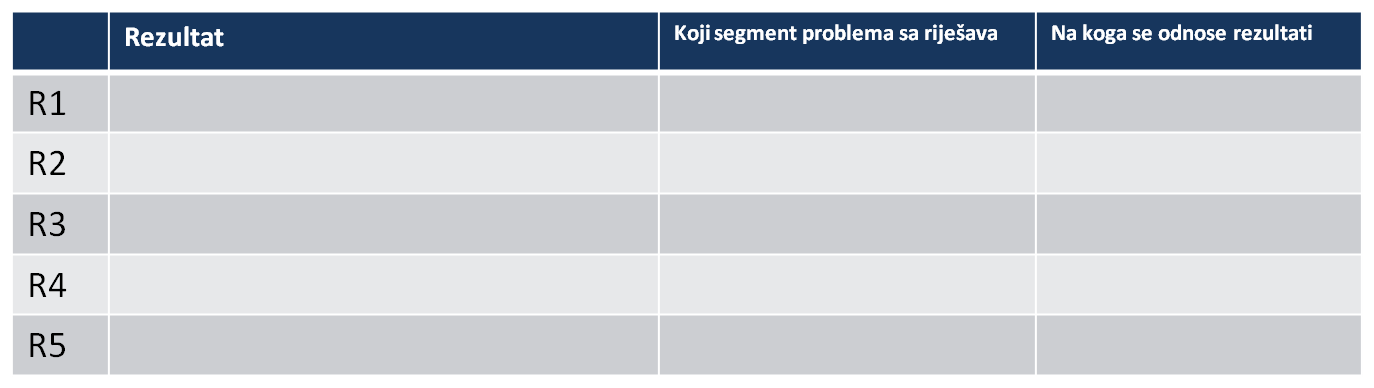 Rezultat
Koji segment problema sa riješava
Na koga se odnose rezultati
R1
R2
R3
R4
R5